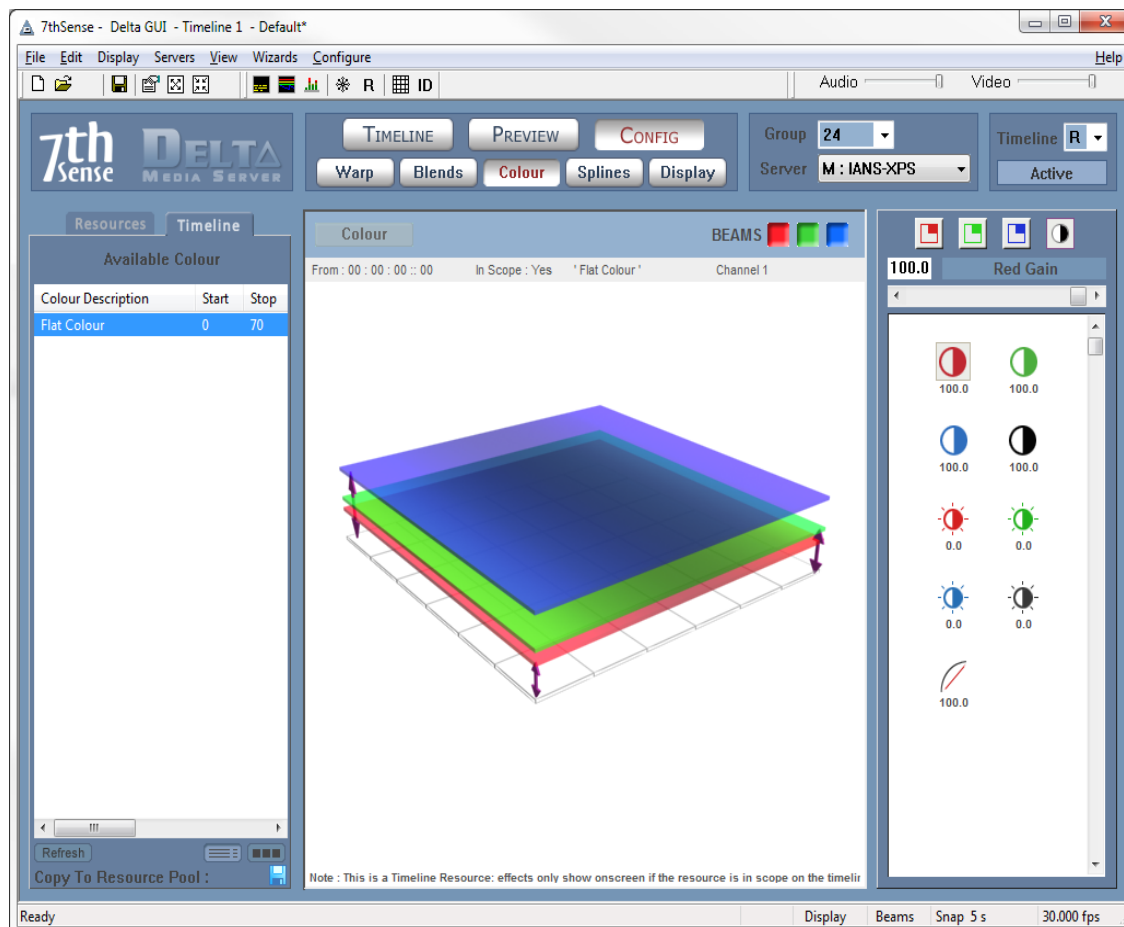 7thSense - Delta GUI - Timeline 1 - Default*
File Edit Display Servers View Wizards Configure Help
R ID Audio Video
7th Sense DELTA MEDIA SERVER
TIMELINE PREVIEW CONFIG
Warp Blends Colour Splines Display
Group 24
Server M : IANS-XPS
Timeline R
Active
Resources Timeline
Available Colour
Colour Description Start Stop
Flat Colour 0 70
Refresh
Copy To Resource Pool :
Colour BEAMS
From : 00 : 00 : 00 :: 00 In Scope : Yes ' Flat Colour ' Channel 1
Note : This is a Timeline Resource: effects only show onscreen if the resource is in scope on the timelin
100.0 Red Gain
100.0 100.0
100.0 100.0
0.0 0.0
0.0 0.0
100.0
Ready Display Beams Snap 5 s 30.000 fps